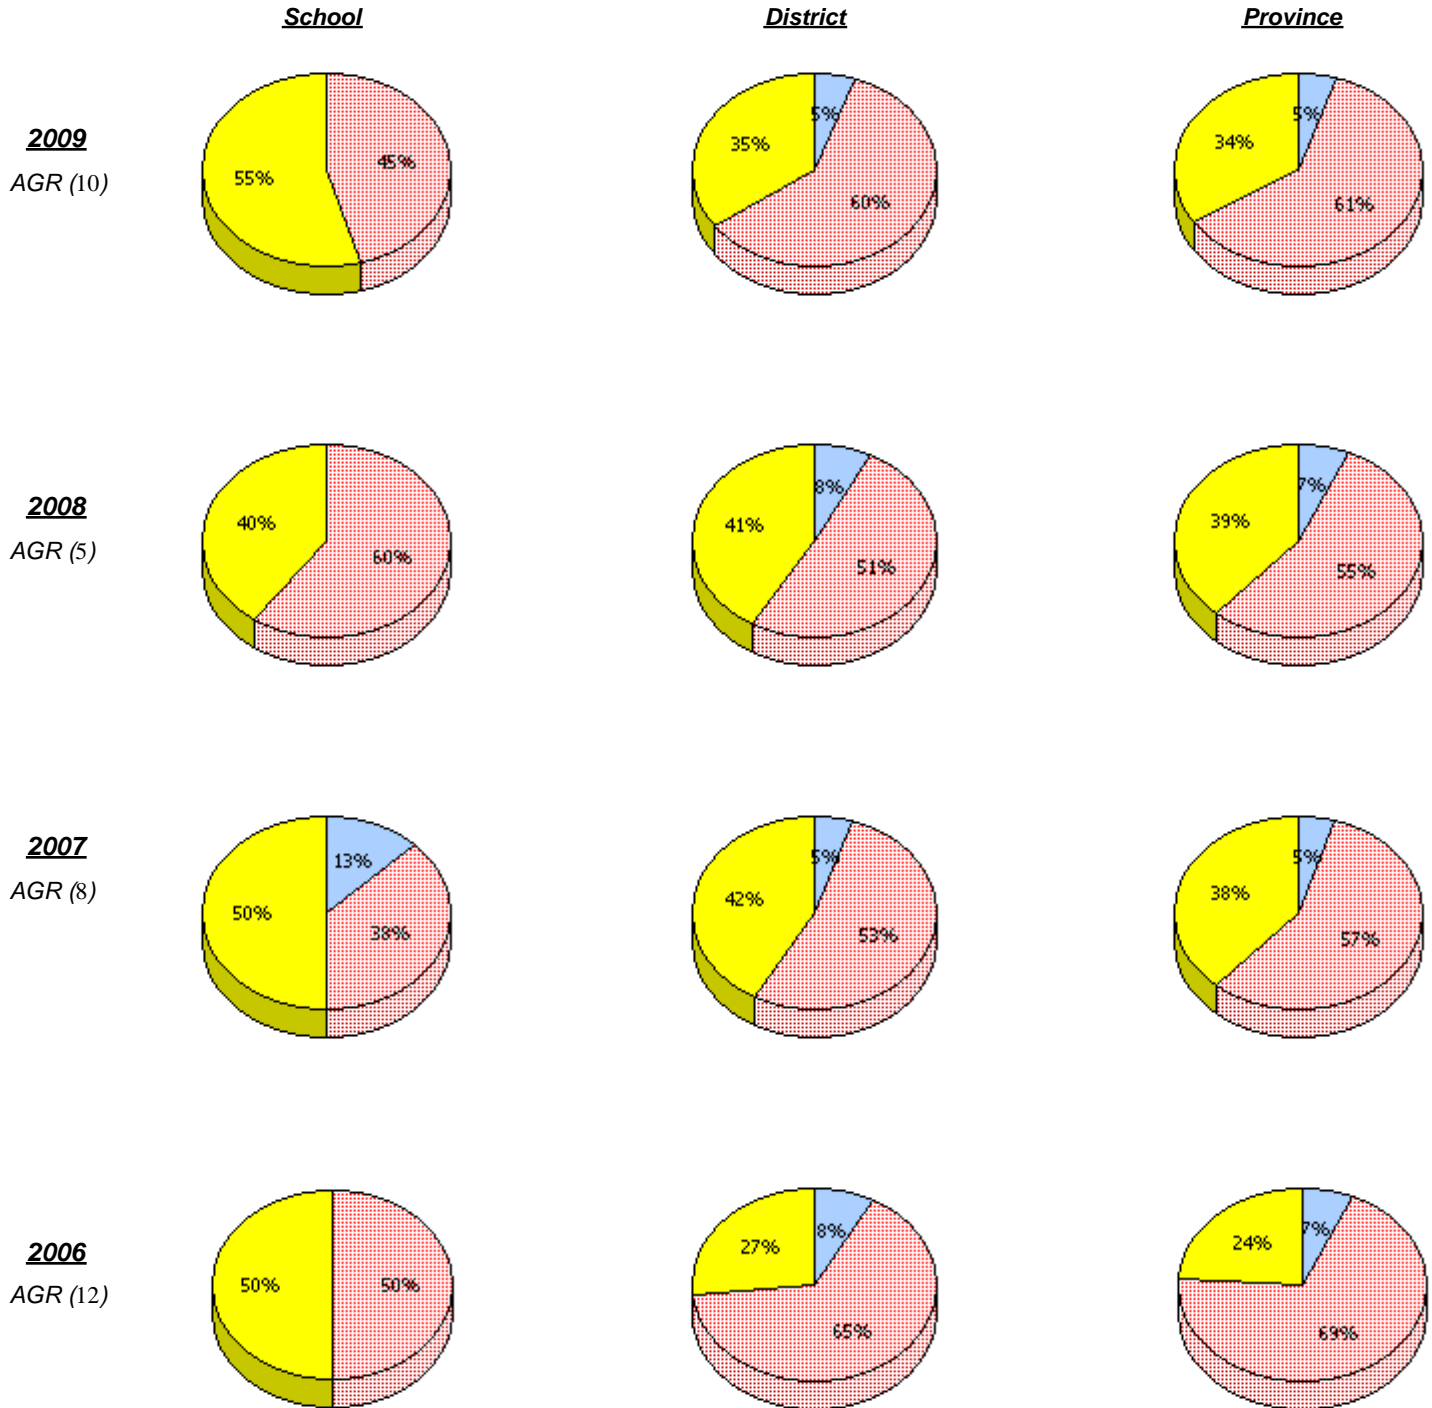 School District Province
2009
AGR (10)
55% 45%
35% 5% 60%
34% 5% 61%
2008
AGR (5)
40% 60%
41% 8% 51%
39% 7% 55%
2007
AGR (8)
50% 13% 38%
42% 5% 53%
38% 5% 57%
2006
AGR (12)
50% 50%
27% 8% 65%
24% 7% 69%